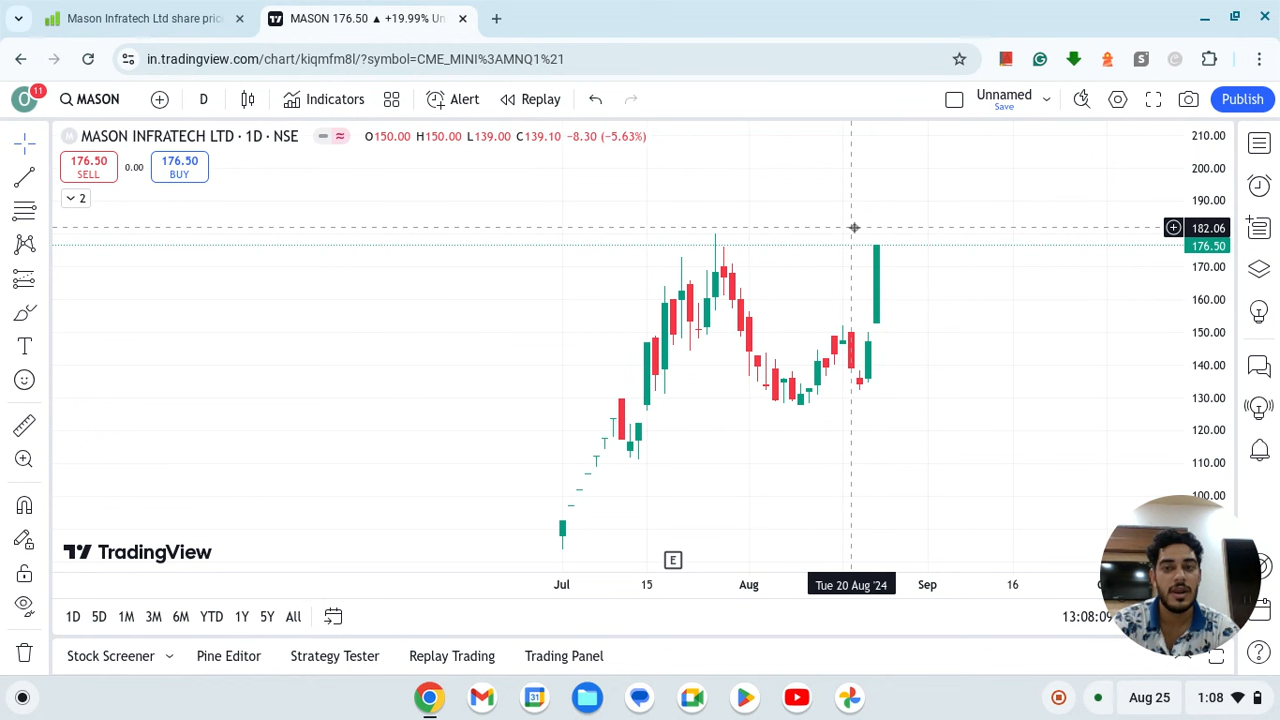 Mason Infratech Ltd share pric
MASON 176.50 ▲ +19.99% Un
in.tradingview.com/chart/kiqmfm8l/?symbol=CME_MINI%3AMNQ1%21
11
O
MASON
D
Indicators
Alert
Replay
Unnamed
Save
Publish
M
MASON INFRATECH LTD · 1D · NSE
O150.00 H150.00 L139.00 C139.10 −8.30 (−5.63%)
176.50
SELL
0.00
176.50
BUY
2
210.00
200.00
190.00
182.06
176.50
170.00
160.00
150.00
140.00
130.00
120.00
110.00
100.00
TradingView
E
Jul
15
Aug
Tue 20 Aug '24
Sep
16
1D
5D
1M
3M
6M
YTD
1Y
5Y
All
13:08:09
Stock Screener
Pine Editor
Strategy Tester
Replay Trading
Trading Panel
31
Aug 25
1:08